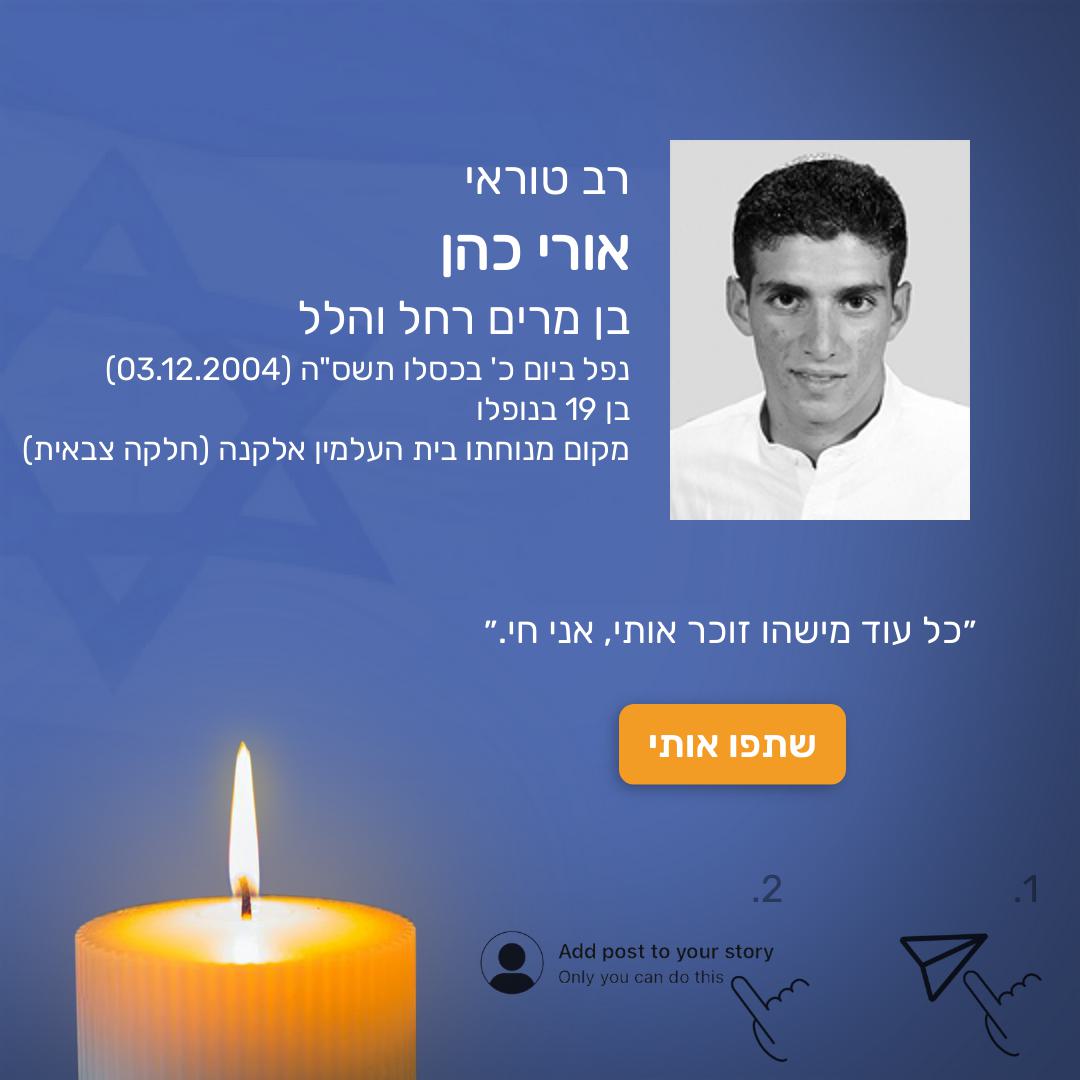 רב טוראי
אורי כהן
בן מרים רחל והלל
נפל ביום כ' בכסלו תשס"ה (03.12.2004)
בן 19 בנופלו
מקום מנוחתו בית העלמין אלקנה (חלקה צבאית)
״כל עוד מישהו זוכר אותי, אני חי.״
שתפו אותי
1.
2.
Add post to your story
Only you can do this